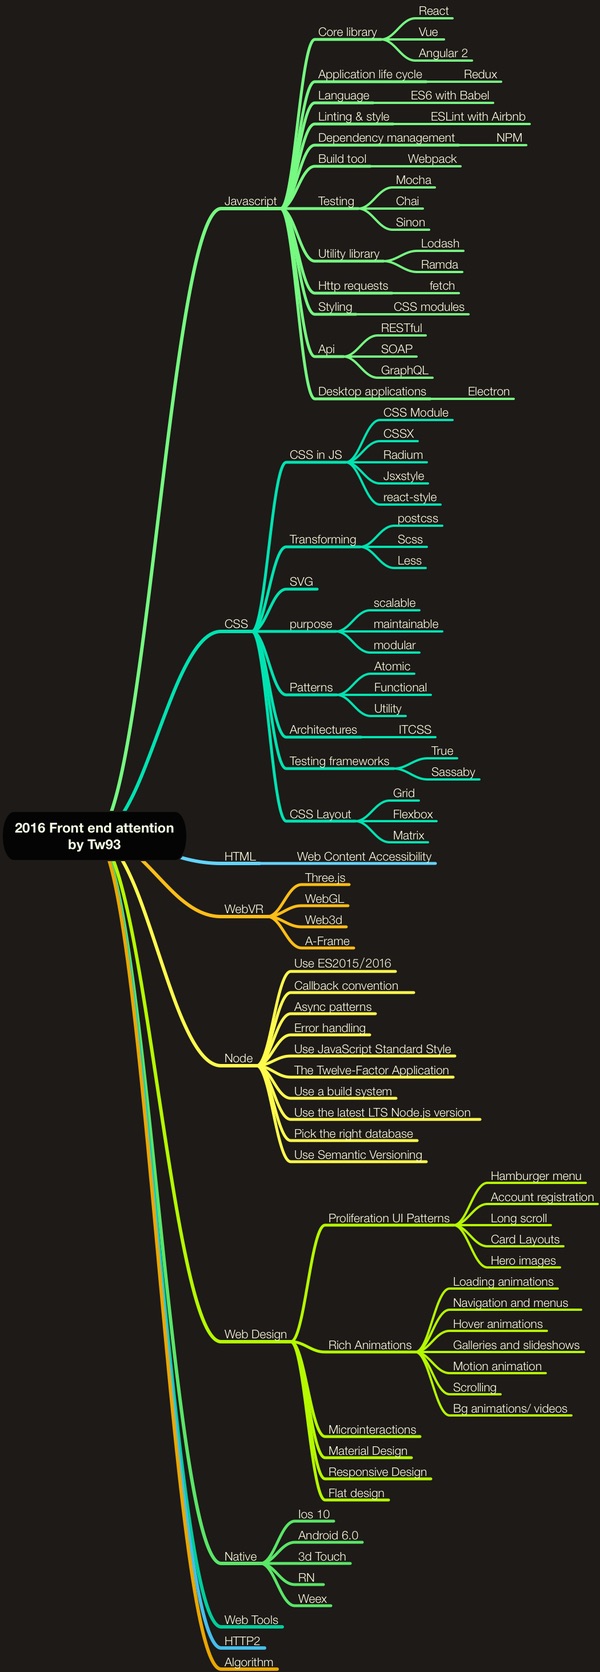 React
Core library
Vue
Angular 2
Application life cycle
Redux
Language
ES6 with Babel
Linting & style
ESLint with Airbnb
Dependency management
NPM
Build tool
Webpack
Mocha
Javascript
Testing
Chai
Sinon
Lodash
Utility library
Ramda
Http requests
fetch
Styling
CSS modules
RESTful
Api
SOAP
GraphQL
Desktop applications
Electron
CSS Module
CSSX
CSS in JS
Radium
Jsxstyle
react-style
postcss
Transforming
Scss
Less
SVG
scalable
CSS
purpose
maintainable
modular
Atomic
Patterns
Functional
Utility
Architectures
ITCSS
True
Testing frameworks
Sassaby
Grid
CSS Layout
Flexbox
Matrix
2016 Front end attention
by Tw93
HTML
Web Content Accessibility
Three.js
WebGL
WebVR
Web3d
A-Frame
Use ES2015/2016
Callback convention
Async patterns
Error handling
Use JavaScript Standard Style
Node
The Twelve-Factor Application
Use a build system
Use the latest LTS Node.js version
Pick the right database
Use Semantic Versioning
Hamburger menu
Account registration
Proliferation UI Patterns
Long scroll
Card Layouts
Hero images
Loading animations
Navigation and menus
Hover animations
Web Design
Rich Animations
Galleries and slideshows
Motion animation
Scrolling
Bg animations/ videos
Microinteractions
Material Design
Responsive Design
Flat design
Ios 10
Android 6.0
Native
3d Touch
RN
Weex
Web Tools
HTTP2
Algorithm